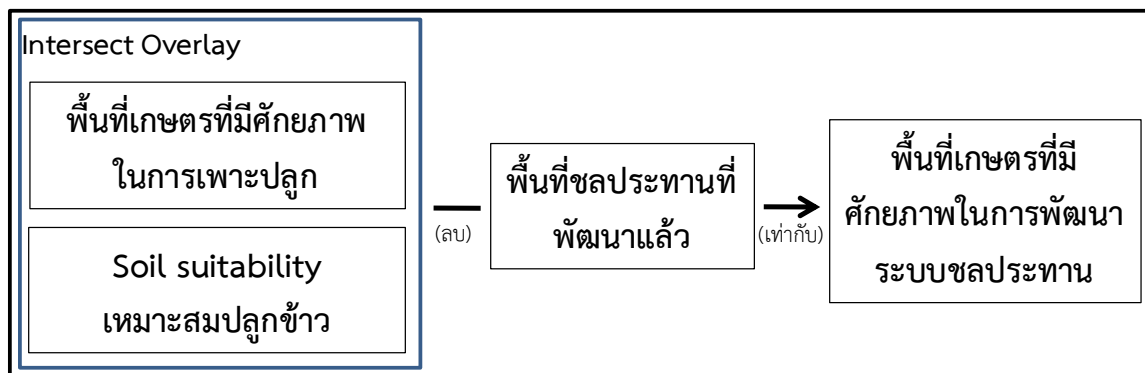 Intersect Overlay
พื้นที่เกษตรที่มีศักยภาพ
ในการเพาะปลูก
Soil suitability
เหมาะสมปลูกข้าว
(ลบ)
พื้นที่ชลประทานที่
พัฒนาแล้ว
(เท่ากับ)
พื้นที่เกษตรที่มี
ศักยภาพในการพัฒนา
ระบบชลประทาน